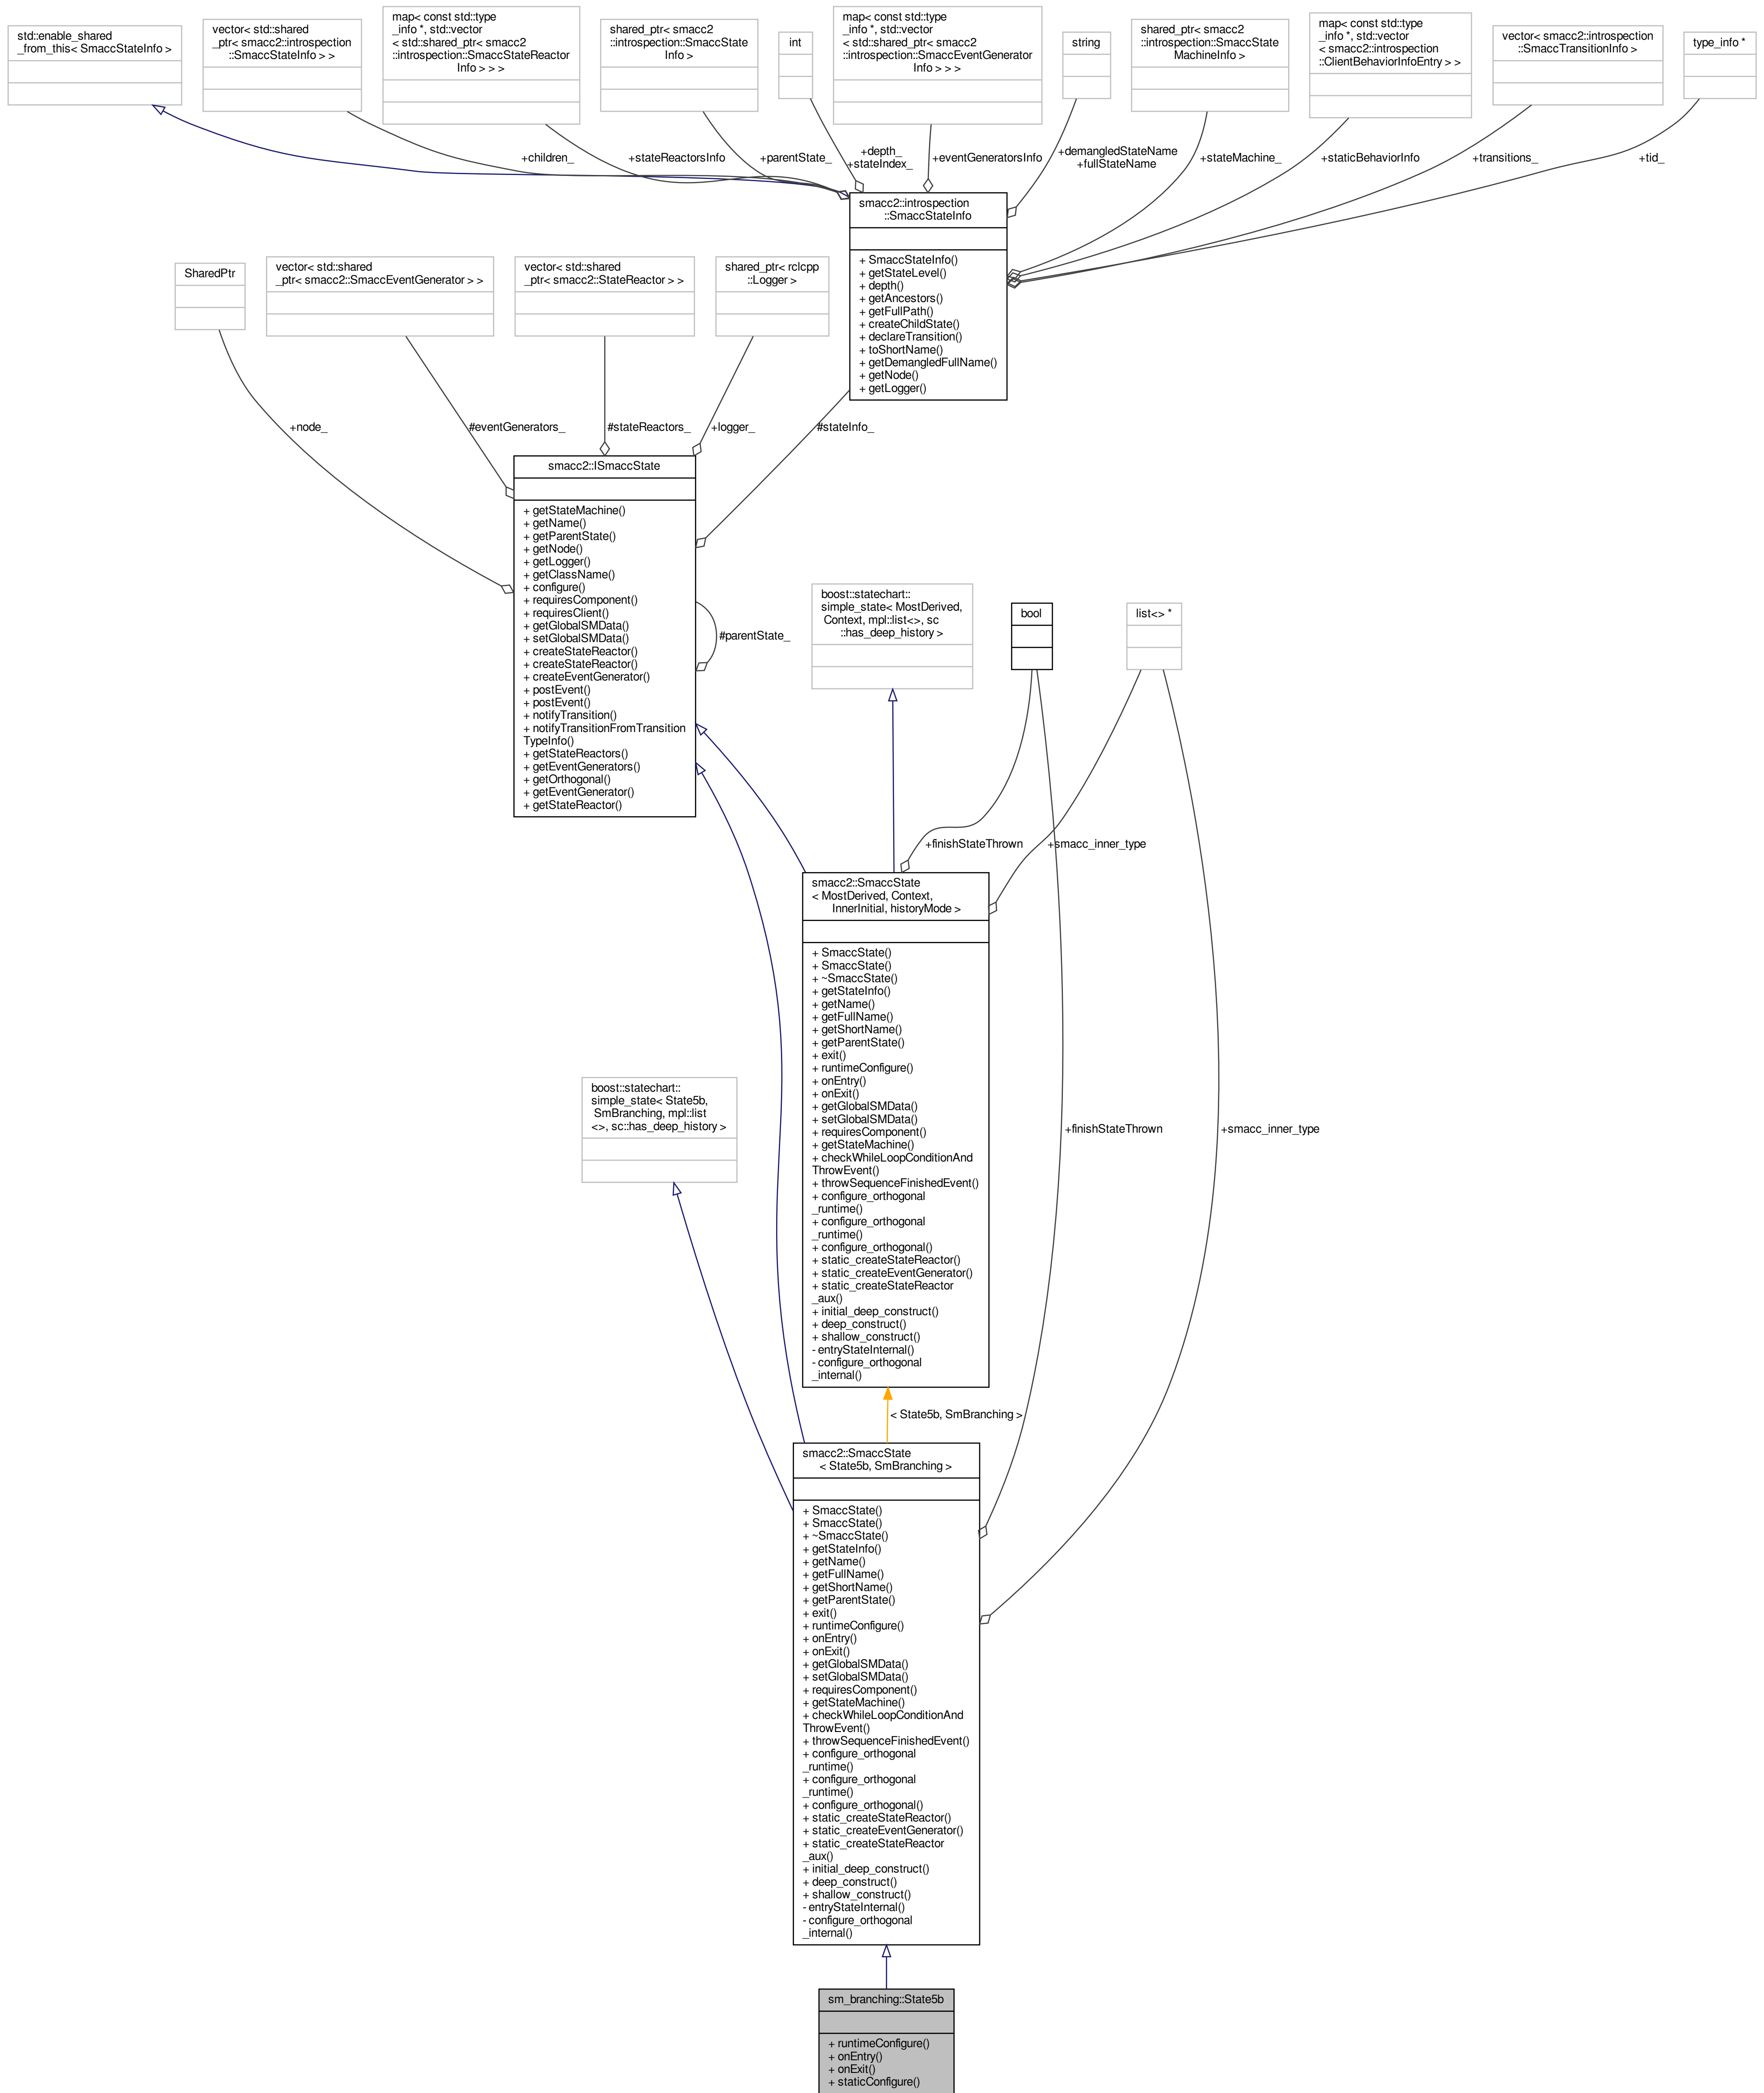 std::enable_shared
_from_this< SmaccStateInfo >
vector< std::shared
_ptr< smacc2::introspection
::SmaccStateInfo > >
map< const std::type
_info *, std::vector
< std::shared_ptr< smacc2
::introspection::SmaccStateReactor
Info > > >
shared_ptr< smacc2
::introspection::SmaccState
Info >
int
map< const std::type
_info *, std::vector
< std::shared_ptr< smacc2
::introspection::SmaccEventGenerator
Info > > >
string
shared_ptr< smacc2
::introspection::SmaccState
MachineInfo >
map< const std::type
_info *, std::vector
< smacc2::introspection
::ClientBehaviorInfoEntry > >
vector< smacc2::introspection
::SmaccTransitionInfo >
type_info *
+children_
+stateReactorsInfo
+parentState_
+depth_
+stateIndex_
+eventGeneratorsInfo
+demangledStateName
+fullStateName
+stateMachine_
+staticBehaviorInfo
+transitions_
+tid_
smacc2::introspection
::SmaccStateInfo
+ SmaccStateInfo()
+ getStateLevel()
+ depth()
+ getAncestors()
+ getFullPath()
+ createChildState()
+ declareTransition()
+ toShortName()
+ getDemangledFullName()
+ getNode()
+ getLogger()
SharedPtr
vector< std::shared
_ptr< smacc2::SmaccEventGenerator > >
vector< std::shared
_ptr< smacc2::StateReactor > >
shared_ptr< rclcpp
::Logger >
+node_
#eventGenerators_
#stateReactors_
+logger_
#stateInfo_
smacc2::ISmaccState
+ getStateMachine()
+ getName()
+ getParentState()
+ getNode()
+ getLogger()
+ getClassName()
+ configure()
+ requiresComponent()
+ requiresClient()
+ getGlobalSMData()
+ setGlobalSMData()
+ createStateReactor()
+ createStateReactor()
+ createEventGenerator()
+ postEvent()
+ postEvent()
+ notifyTransition()
+ notifyTransitionFromTransition
TypeInfo()
+ getStateReactors()
+ getEventGenerators()
+ getOrthogonal()
+ getEventGenerator()
+ getStateReactor()
#parentState_
boost::statechart::
simple_state< MostDerived,
Context, mpl::list<>, sc
::has_deep_history >
bool
list<> *
+finishStateThrown
+smacc_inner_type
smacc2::SmaccState
< MostDerived, Context,
InnerInitial, historyMode >
+ SmaccState()
+ SmaccState()
+ ~SmaccState()
+ getStateInfo()
+ getName()
+ getFullName()
+ getShortName()
+ getParentState()
+ exit()
+ runtimeConfigure()
+ onEntry()
+ onExit()
+ getGlobalSMData()
+ setGlobalSMData()
+ requiresComponent()
+ getStateMachine()
+ checkWhileLoopConditionAnd
ThrowEvent()
+ throwSequenceFinishedEvent()
+ configure_orthogonal
_runtime()
+ configure_orthogonal
_runtime()
+ configure_orthogonal()
+ static_createStateReactor()
+ static_createEventGenerator()
+ static_createStateReactor
_aux()
+ initial_deep_construct()
+ deep_construct()
+ shallow_construct()
- entryStateInternal()
- configure_orthogonal
_internal()
boost::statechart::
simple_state< State5b,
SmBranching, mpl::list
<>, sc::has_deep_history >
+finishStateThrown
+smacc_inner_type
< State5b, SmBranching >
smacc2::SmaccState
< State5b, SmBranching >
+ SmaccState()
+ SmaccState()
+ ~SmaccState()
+ getStateInfo()
+ getName()
+ getFullName()
+ getShortName()
+ getParentState()
+ exit()
+ runtimeConfigure()
+ onEntry()
+ onExit()
+ getGlobalSMData()
+ setGlobalSMData()
+ requiresComponent()
+ getStateMachine()
+ checkWhileLoopConditionAnd
ThrowEvent()
+ throwSequenceFinishedEvent()
+ configure_orthogonal
_runtime()
+ configure_orthogonal
_runtime()
+ configure_orthogonal()
+ static_createStateReactor()
+ static_createEventGenerator()
+ static_createStateReactor
_aux()
+ initial_deep_construct()
+ deep_construct()
+ shallow_construct()
- entryStateInternal()
- configure_orthogonal
_internal()
sm_branching::State5b
+ runtimeConfigure()
+ onEntry()
+ onExit()
+ staticConfigure()